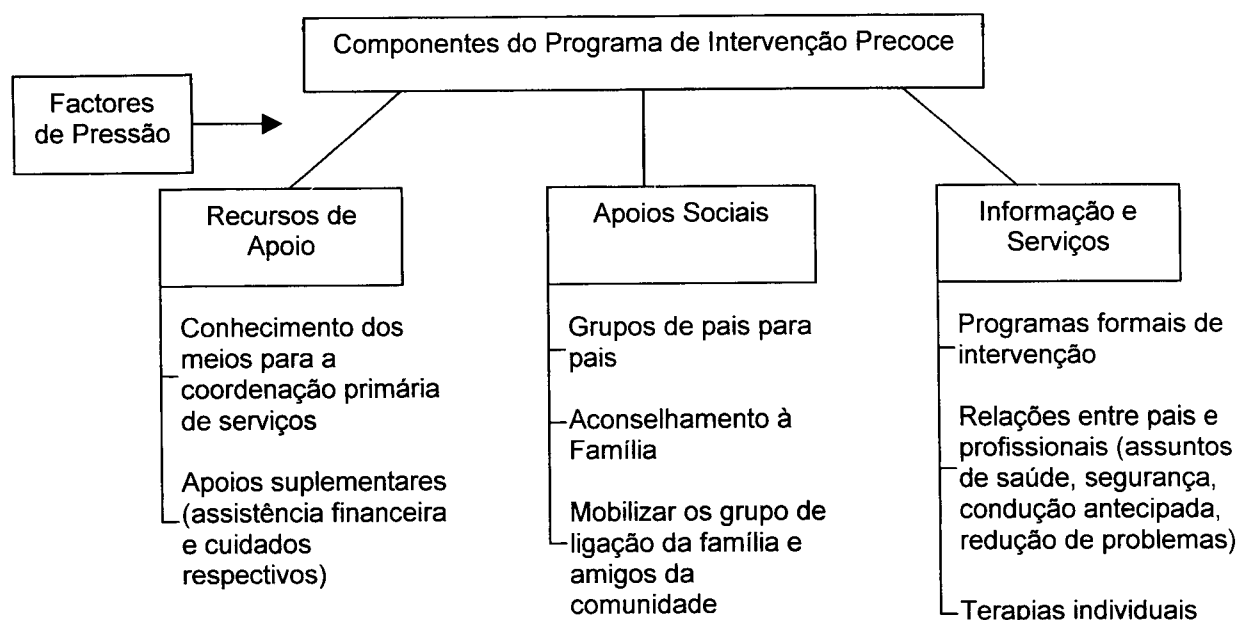 Componentes do Programa de Intervenção Precoce
Factores
de Pressão
Recursos de
Apoio
Conhecimento dos
meios para a
coordenação primária
de serviços
Apoios suplementares
(assistência financeira
e cuidados
respectivos)
Apoios Sociais
Grupos de pais para
pais
Aconselhamento à
Família
Mobilizar os grupo de
ligação da família e
amigos da
comunidade
Informação e
Serviços
Programas formais de
intervenção
Relações entre pais e
profissionais (assuntos
de saúde, segurança,
condução antecipada,
redução de problemas)
Terapias individuais